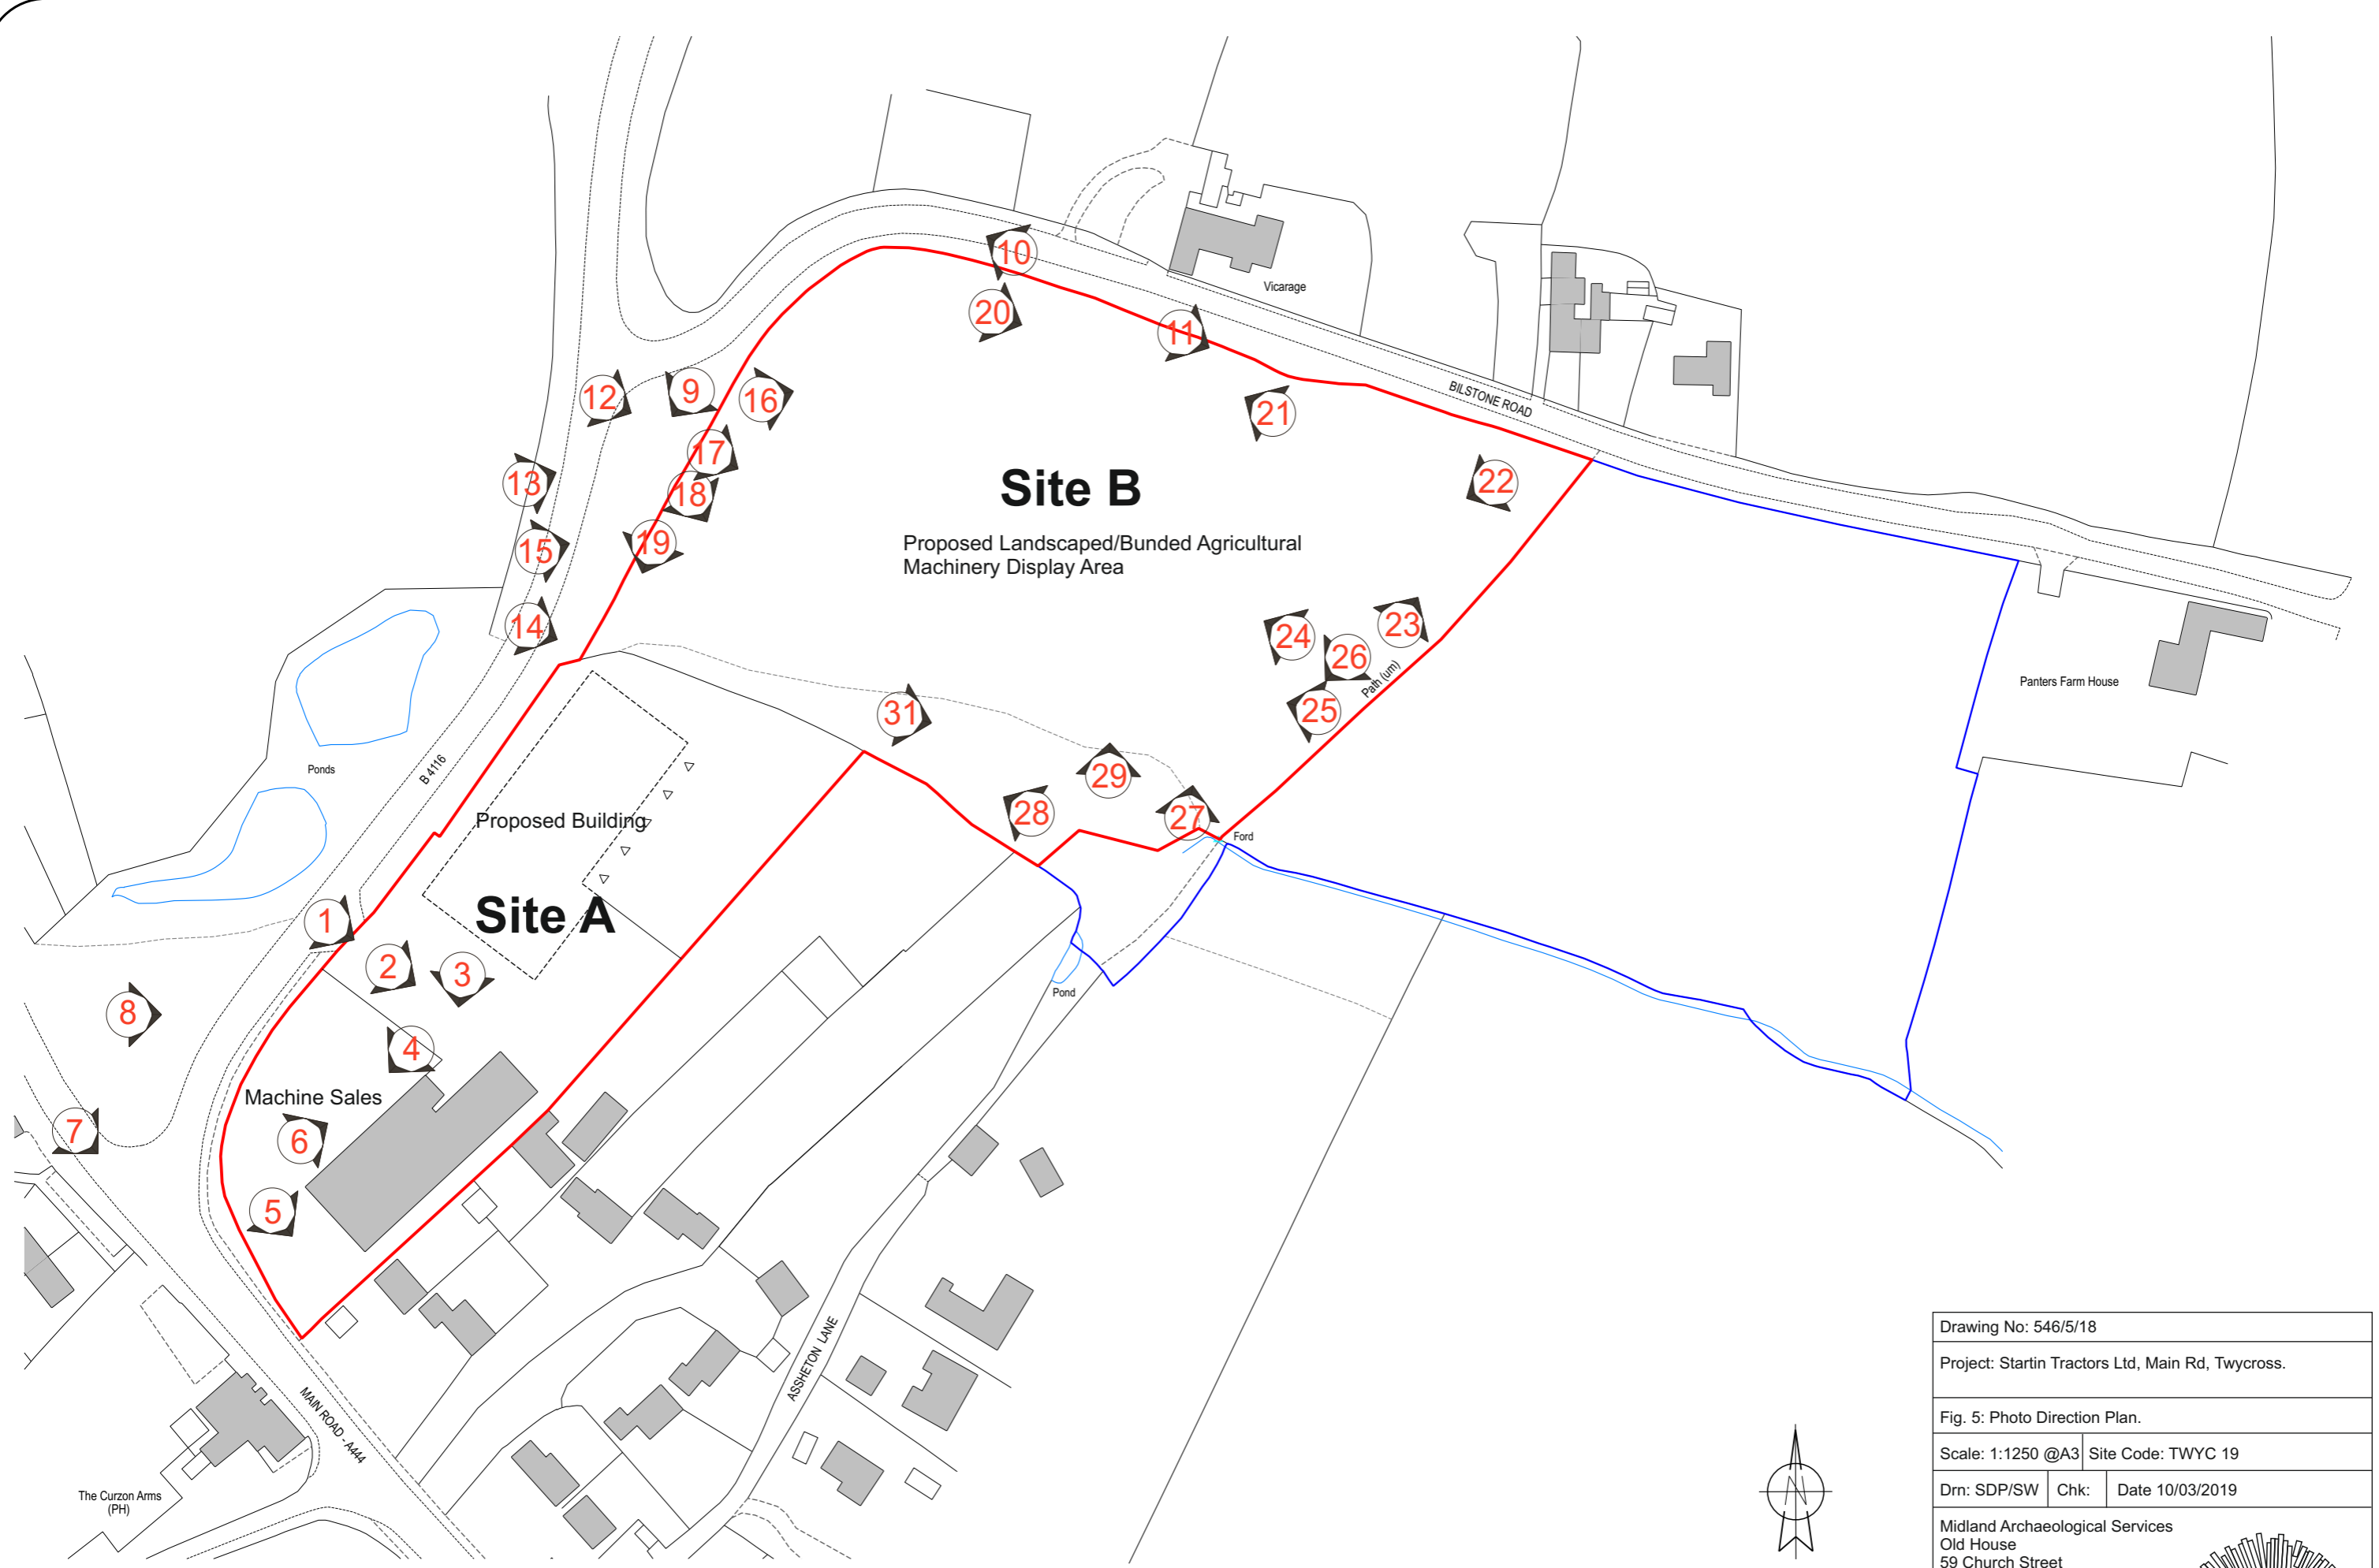 10
20
Vicarage
11
12
9
16
21
BILSTONE ROAD
17
13
18
Site B
22
15
19
Proposed Landscaped/Bunded Agricultural
Machinery Display Area
14
24
23
26
Path (um)
25
31
Panters Farm House
Ponds
B 4116
29
28
27
Ford
Proposed Building
Site A
1
2
3
8
Pond
4
Machine Sales
7
6
5
ASSHETON LANE
MAIN ROAD - A444
The Curzon Arms
(PH)
N
Drawing No: 546/5/18
Project: Startin Tractors Ltd, Main Rd, Twycross.
Fig. 5: Photo Direction Plan.
Scale: 1:1250 @A3 Site Code: TWYC 19
Drn: SDP/SW Chk: Date 10/03/2019
Midland Archaeological Services
Old House
59 Church Street